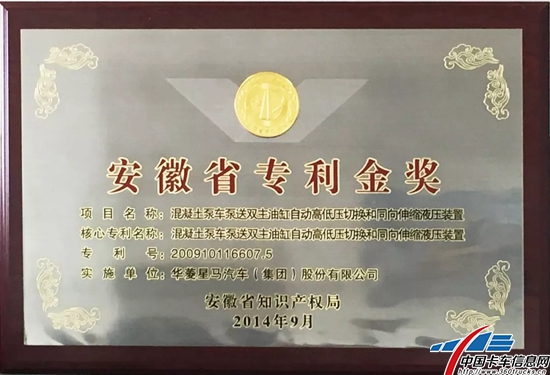 安徽省专利金奖
项目名称：混凝土泵车泵送双主油缸自动高低压切换和同向伸缩液压装置
核心专利名称：混凝土泵车泵送双主油缸自动高低压切换和同向伸缩液压装置
专利号：200910116607.5
实施单位：华菱星马汽车（集团）股份有限公司
安徽省知识产权局
2014年9月
中国卡车信息网
http://www.360trucks.cn